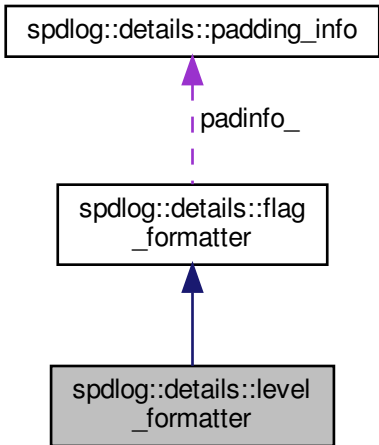 spdlog::details::padding_info
padinfo_
spdlog::details::flag
_formatter
spdlog::details::level
_formatter